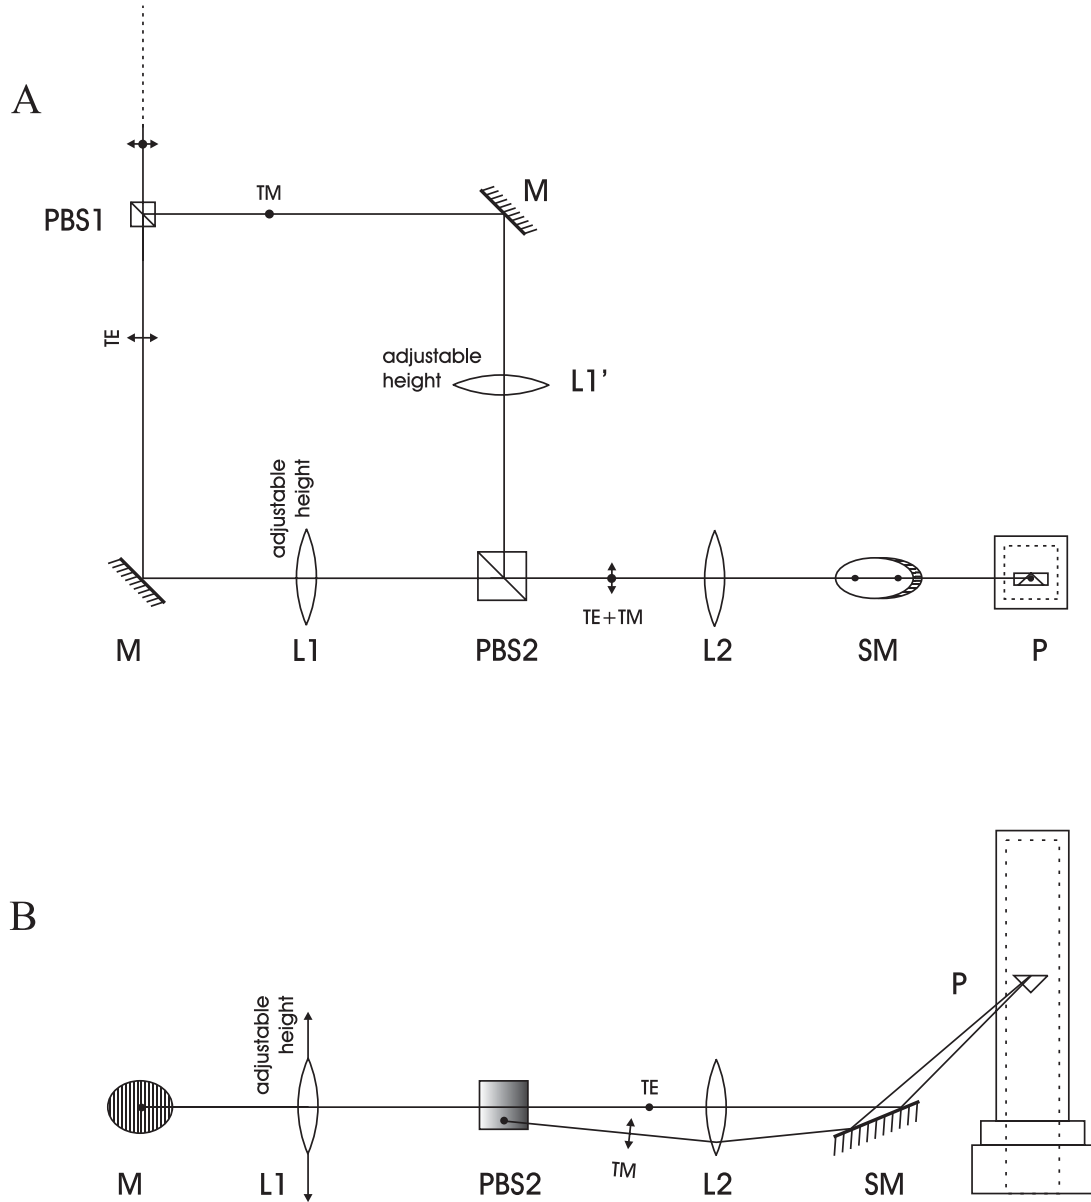 A
TM
M
PBS1
TE
adjustable
height
L1'
adjustable
height
TE+TM
M
L1
PBS2
L2
SM
P
B
P
adjustable
height
TE
TM
M
L1
PBS2
L2
SM